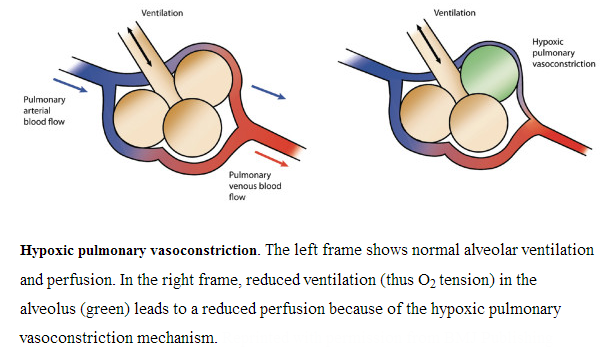 Ventilation
Ventilation
Hypoxic
pulmonary
vasoconstriction
Pulmonary
arterial
blood flow
Pulmonary
venous blood
flow
Hypoxic pulmonary vasoconstriction. The left frame shows normal alveolar ventilation
and perfusion. In the right frame, reduced ventilation (thus O₂ tension) in the
alveolus (green) leads to a reduced perfusion because of the hypoxic pulmonary
vasoconstriction mechanism.